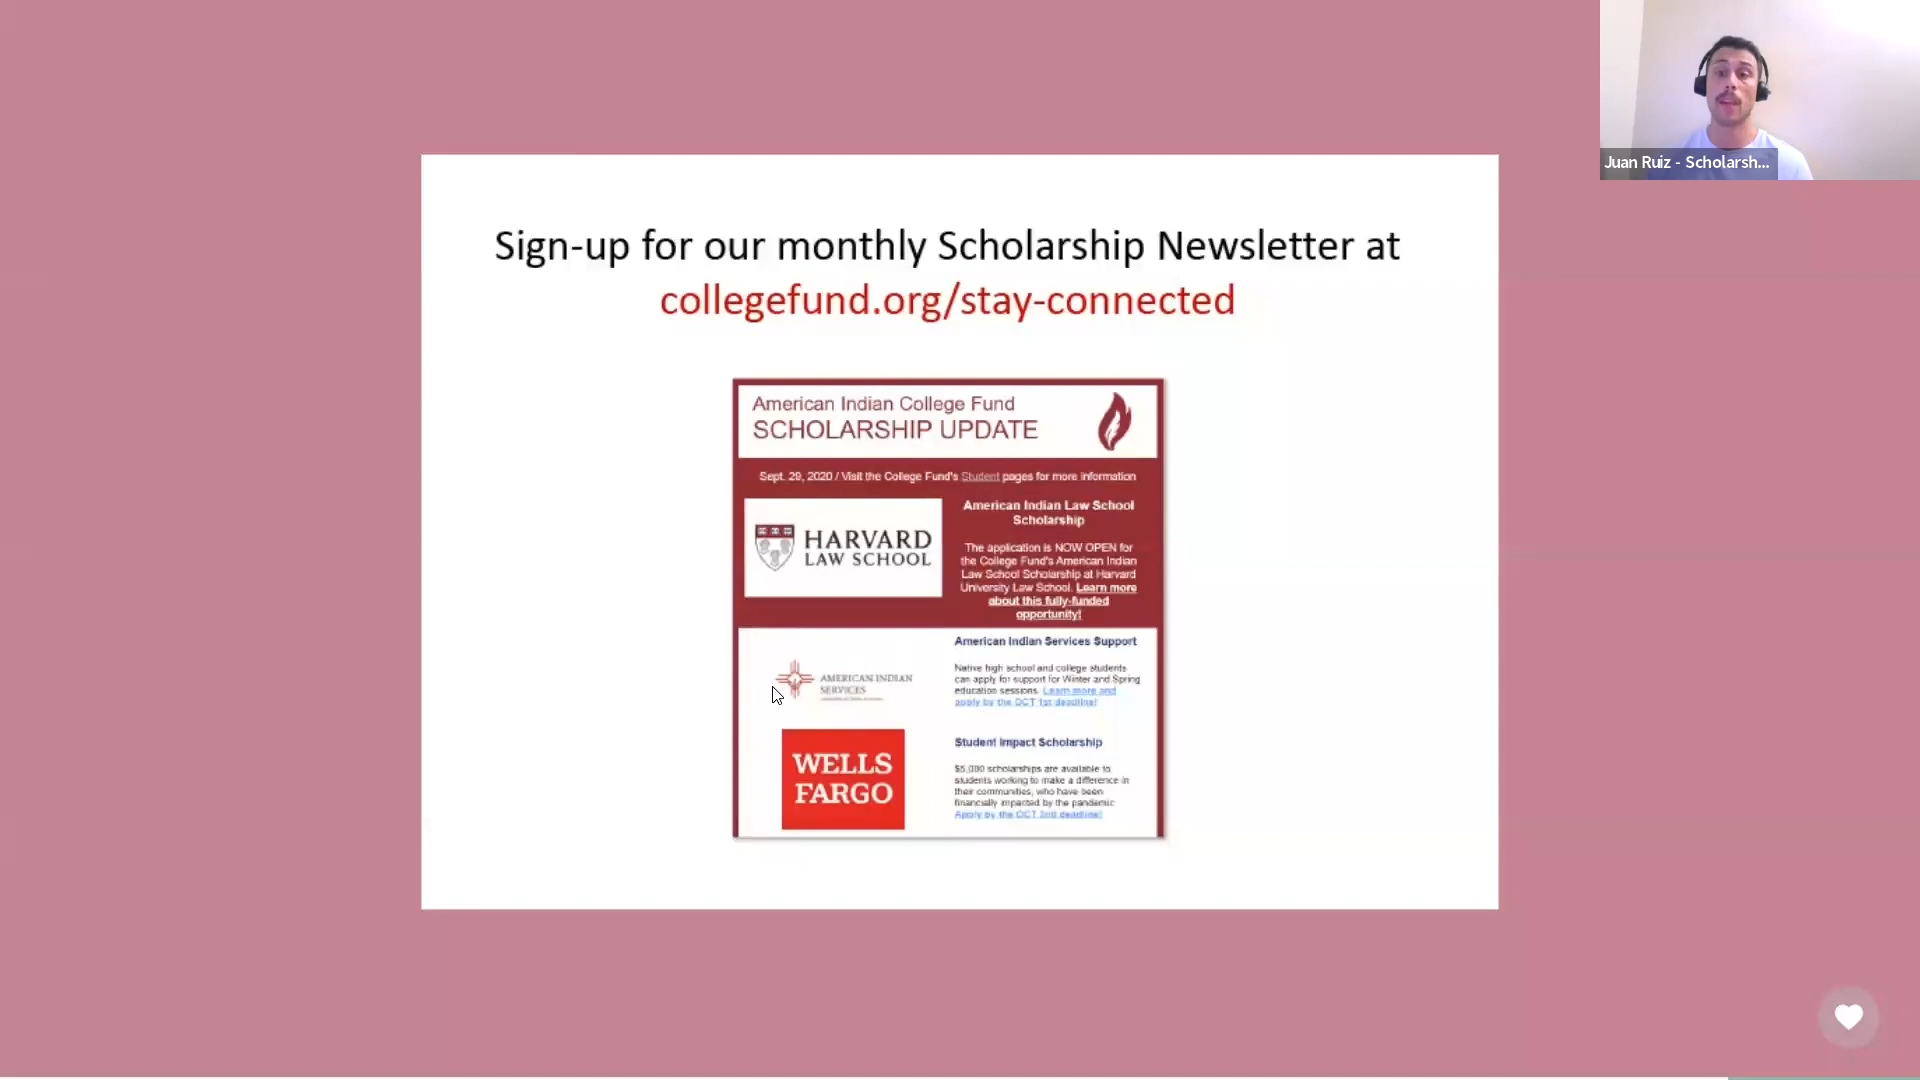 Juan Ruiz - Scholarsh...
Sign-up for our monthly Scholarship Newsletter at
collegefund.org/stay-connected
American Indian College Fund
SCHOLARSHIP UPDATE
Sept. 29, 2020 / Visit the College Fund's Student pages for more information
HARVARD
LAW SCHOOL
American Indian Law School
Scholarship
The application is NOW OPEN for
the College Fund's American Indian
Law School Scholarship at Harvard
University Law School. Learn more
about this fully-funded
opportunity!
AMERICAN INDIAN
SERVICES
American Indian Services Support
Native high school and college students
can apply for support for Winter and Spring
education sessions. Learn more and
apply by the OCT 1st deadline!
WELLS
FARGO
Student Impact Scholarship
$5,000 scholarships are available to
students working to make a difference in
their communities, who have been
financially impacted by the pandemic
Apply by the OCT 2nd deadline!